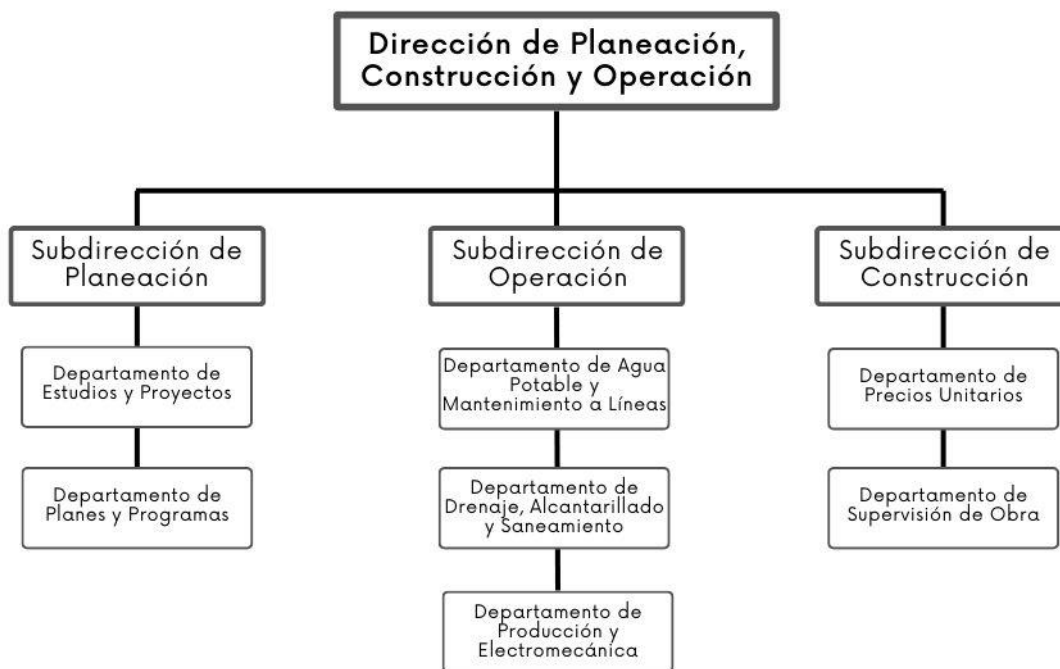 Dirección de Planeación,
Construcción y Operación
Subdirección de
Planeación
Departamento de
Estudios y Proyectos
Departamento de
Planes y Programas
Subdirección de
Operación
Departamento de Agua
Potable y
Mantenimiento a Líneas
Departamento de
Drenaje, Alcantarillado
y Saneamiento
Departamento de
Producción y
Electromecánica
Subdirección de
Construcción
Departamento de
Precios Unitarios
Departamento de
Supervisión de Obra